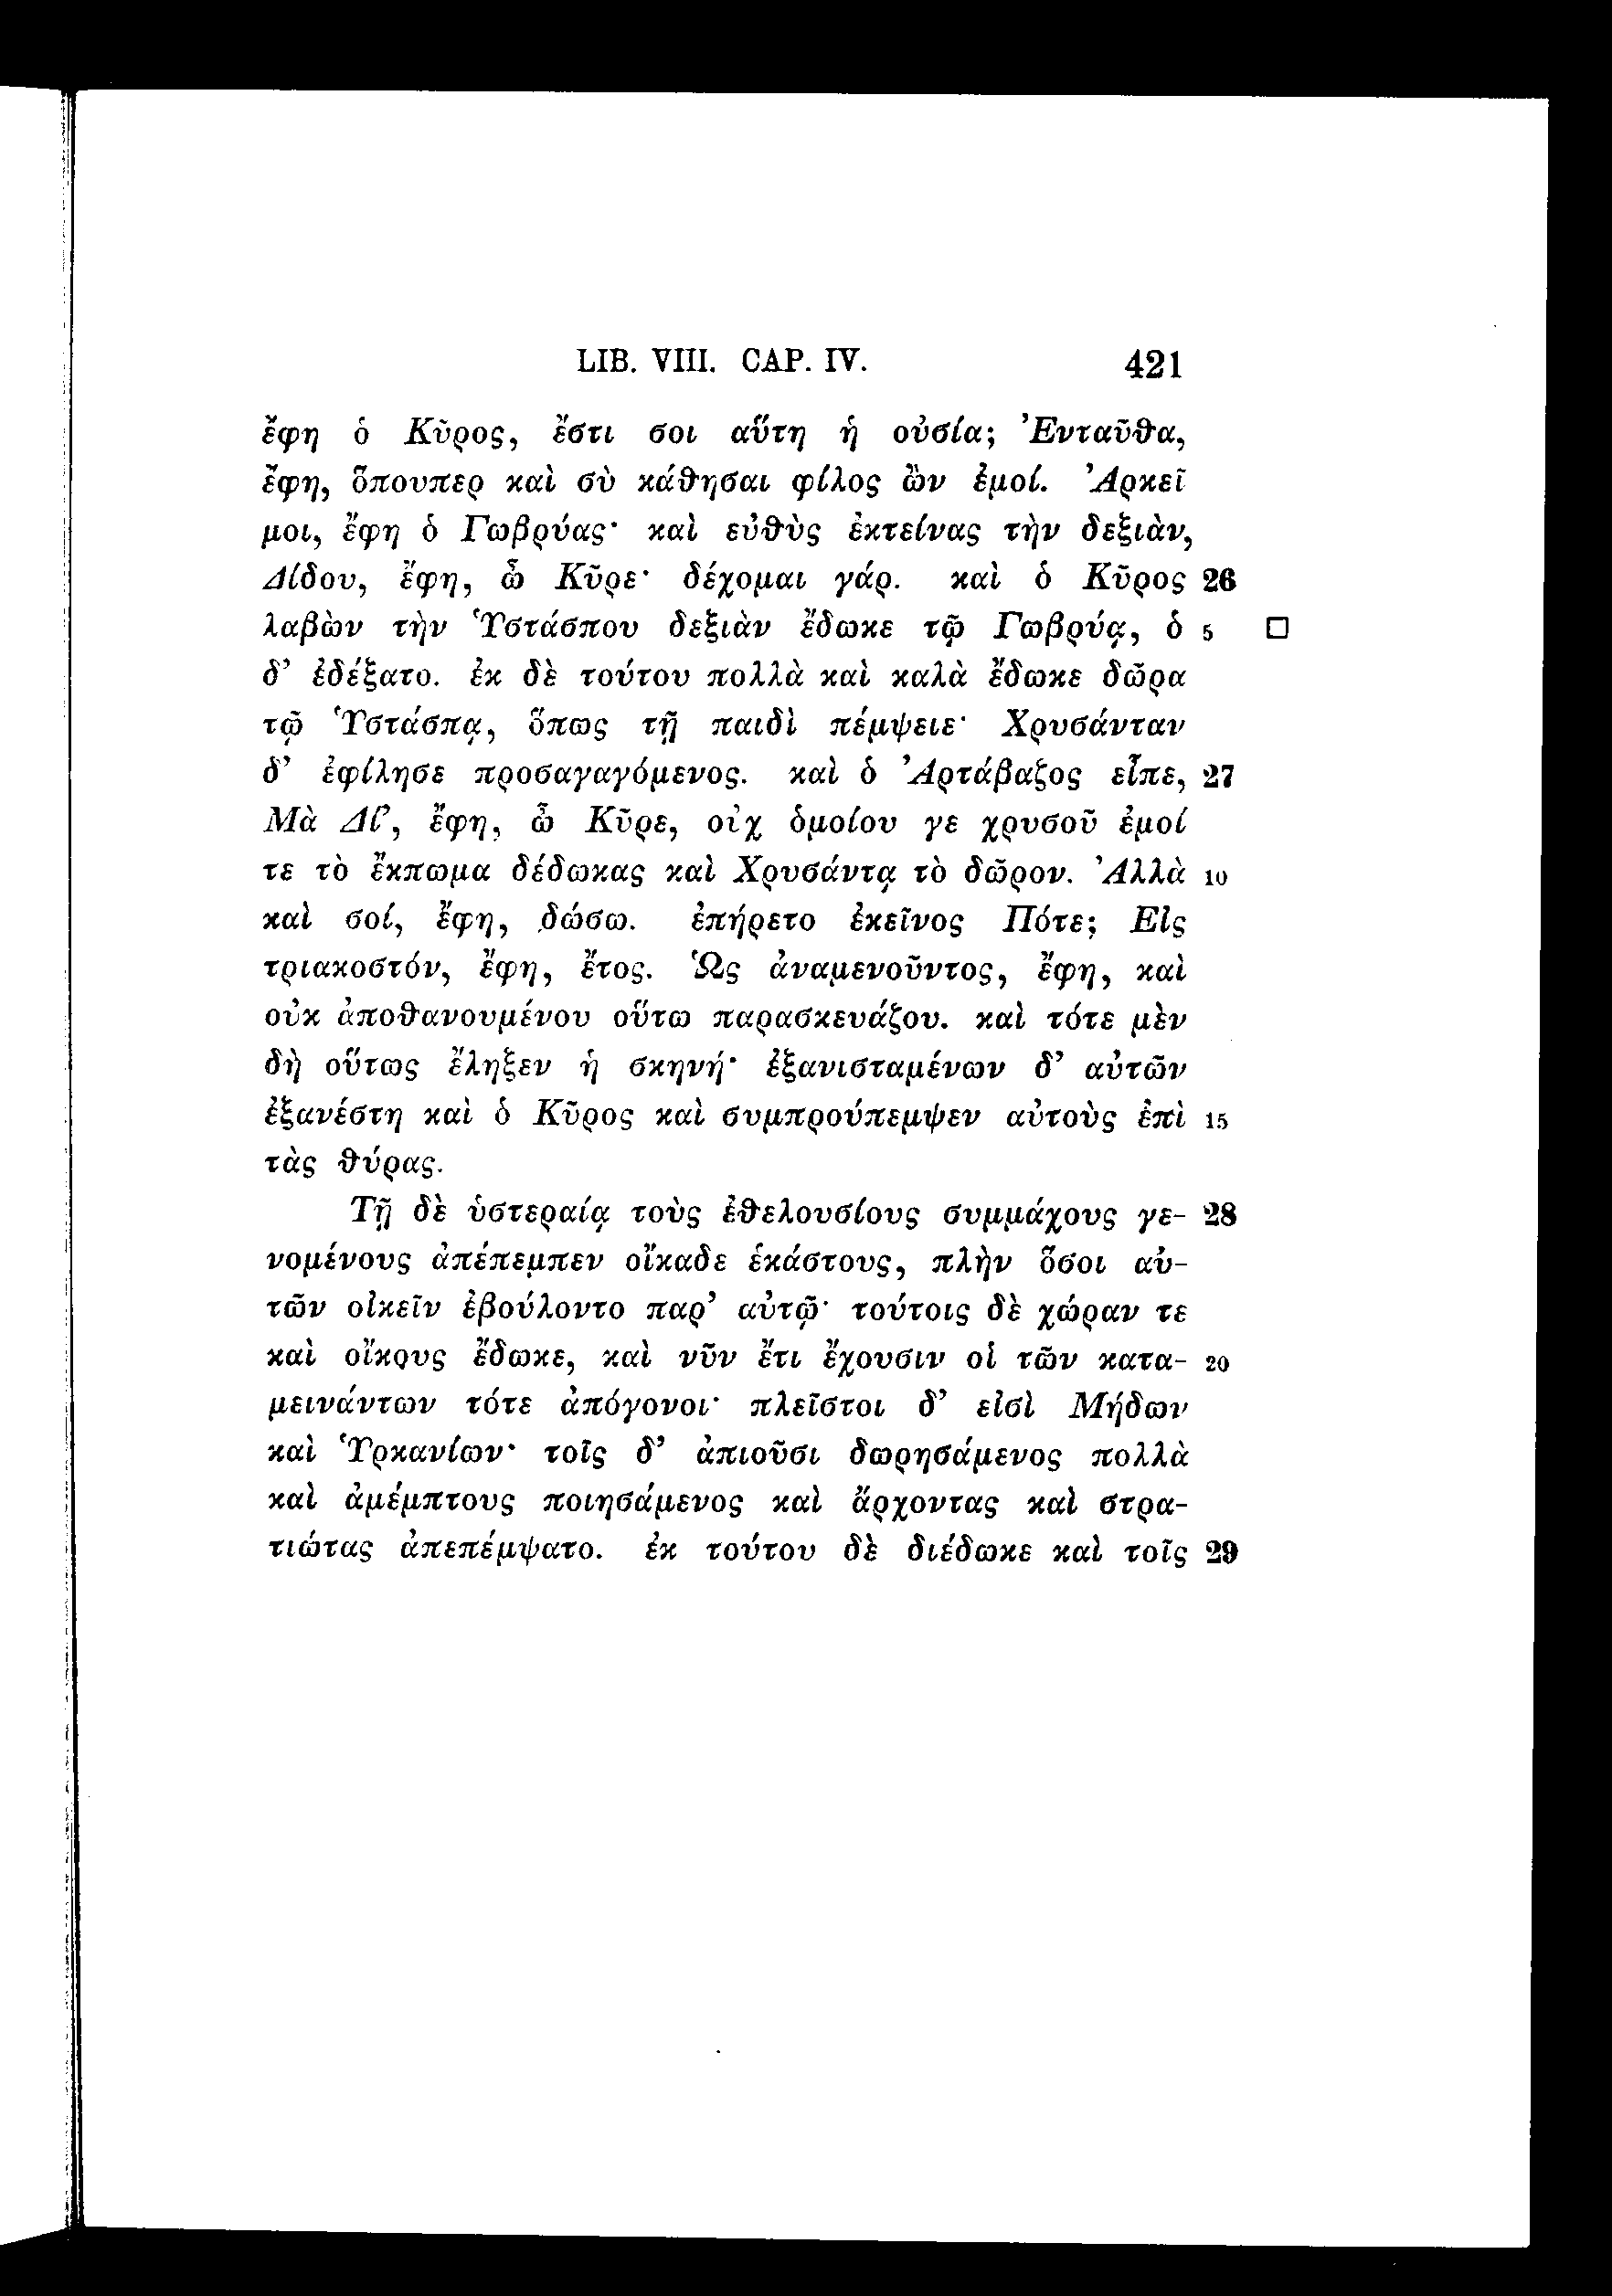 LIB. VIII. CAP. IV. 421
ἔφη ὁ Κῦρος, ἔστι σοι αὕτη ἡ οὐσία; Ἐνταῦθα,
ἔφη, ὅπουπερ καὶ σὺ κάθησαι φίλος ὢν ἐμοί. Ἀρκεῖ
μοι, ἔφη ὁ Γωβρύας· καὶ εὐθὺς ἐκτείνας τὴν δεξιὰν,
Δίδου, ἔφη, ὦ Κῦρε· δέχομαι γάρ. καὶ ὁ Κῦρος 26
λαβὼν τὴν Ὑστάσπου δεξιὰν ἔδωκε τῷ Γωβρύᾳ, ὁ 5
δ’ ἐδέξατο. ἐκ δὲ τούτου πολλὰ καὶ καλὰ ἔδωκε δῶρα
τῷ Ὑστάσπᾳ, ὅπως τῇ παιδὶ πέμψειε· Χρυσάνταν
δ’ ἐφίλησε προσαγαγόμενος. καὶ ὁ Ἀρτάβαζος εἶπε, 27
Μὰ Δί’, ἔφη, ὦ Κῦρε, οὐχ ὁμοίου γε χρυσοῦ ἐμοί
τε τὸ ἔκπωμα δέδωκας καὶ Χρυσάντᾳ τὸ δῶρον. Ἀλλὰ 10
καὶ σοί, ἔφη, δώσω. ἐπήρετο ἐκεῖνος Πότε; Εἰς
τριακοστόν, ἔφη, ἔτος. Ὡς ἀναμενοῦντος, ἔφη, καὶ
οὐκ ἀποθανουμένου οὕτω παρασκευάζου. καὶ τότε μὲν
δὴ οὕτως ἔληξεν ἡ σκηνή· ἐξανισταμένων δ’ αὐτῶν
ἐξανέστη καὶ ὁ Κῦρος καὶ συμπρούπεμψεν αὐτοὺς ἐπὶ 15
τὰς θύρας.
Τῇ δὲ ὑστεραίᾳ τοὺς ἐθελουσίους συμμάχους γε- 28
νομένους ἀπέπεμπεν οἴκαδε ἑκάστους, πλὴν ὅσοι αὐ-
τῶν οἰκεῖν ἐβούλοντο παρ’ αὐτῷ· τούτοις δὲ χώραν τε
καὶ οἴκους ἔδωκε, καὶ νῦν ἔτι ἔχουσιν οἱ τῶν κατα- 20
μεινάντων τότε ἀπόγονοι· πλεῖστοι δ’ εἰσὶ Μήδων
καὶ Ὑρκανίων· τοῖς δ’ ἀπιοῦσι δωρησάμενος πολλὰ
καὶ ἀμέμπτους ποιησάμενος καὶ ἄρχοντας καὶ στρα-
τιώτας ἀπεπέμψατο. ἐκ τούτου δὲ διέδωκε καὶ τοῖς 29